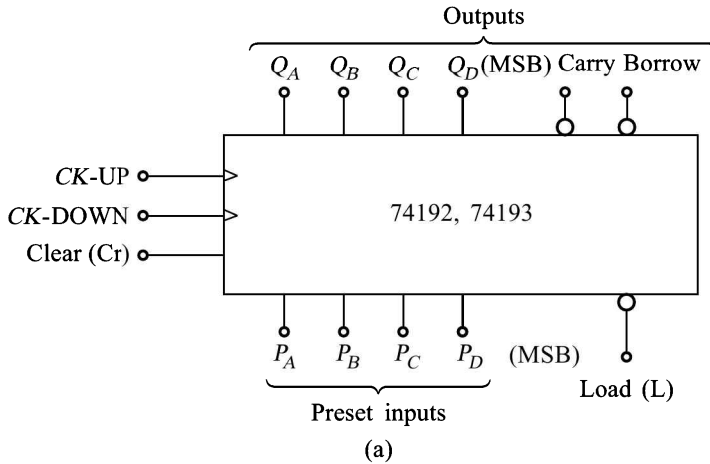 Outputs
Q_A Q_B Q_C Q_D (MSB) Carry Borrow
CK-UP
CK-DOWN
Clear (Cr)
74192, 74193
P_A P_B P_C P_D (MSB)
Load (L)
Preset inputs
(a)